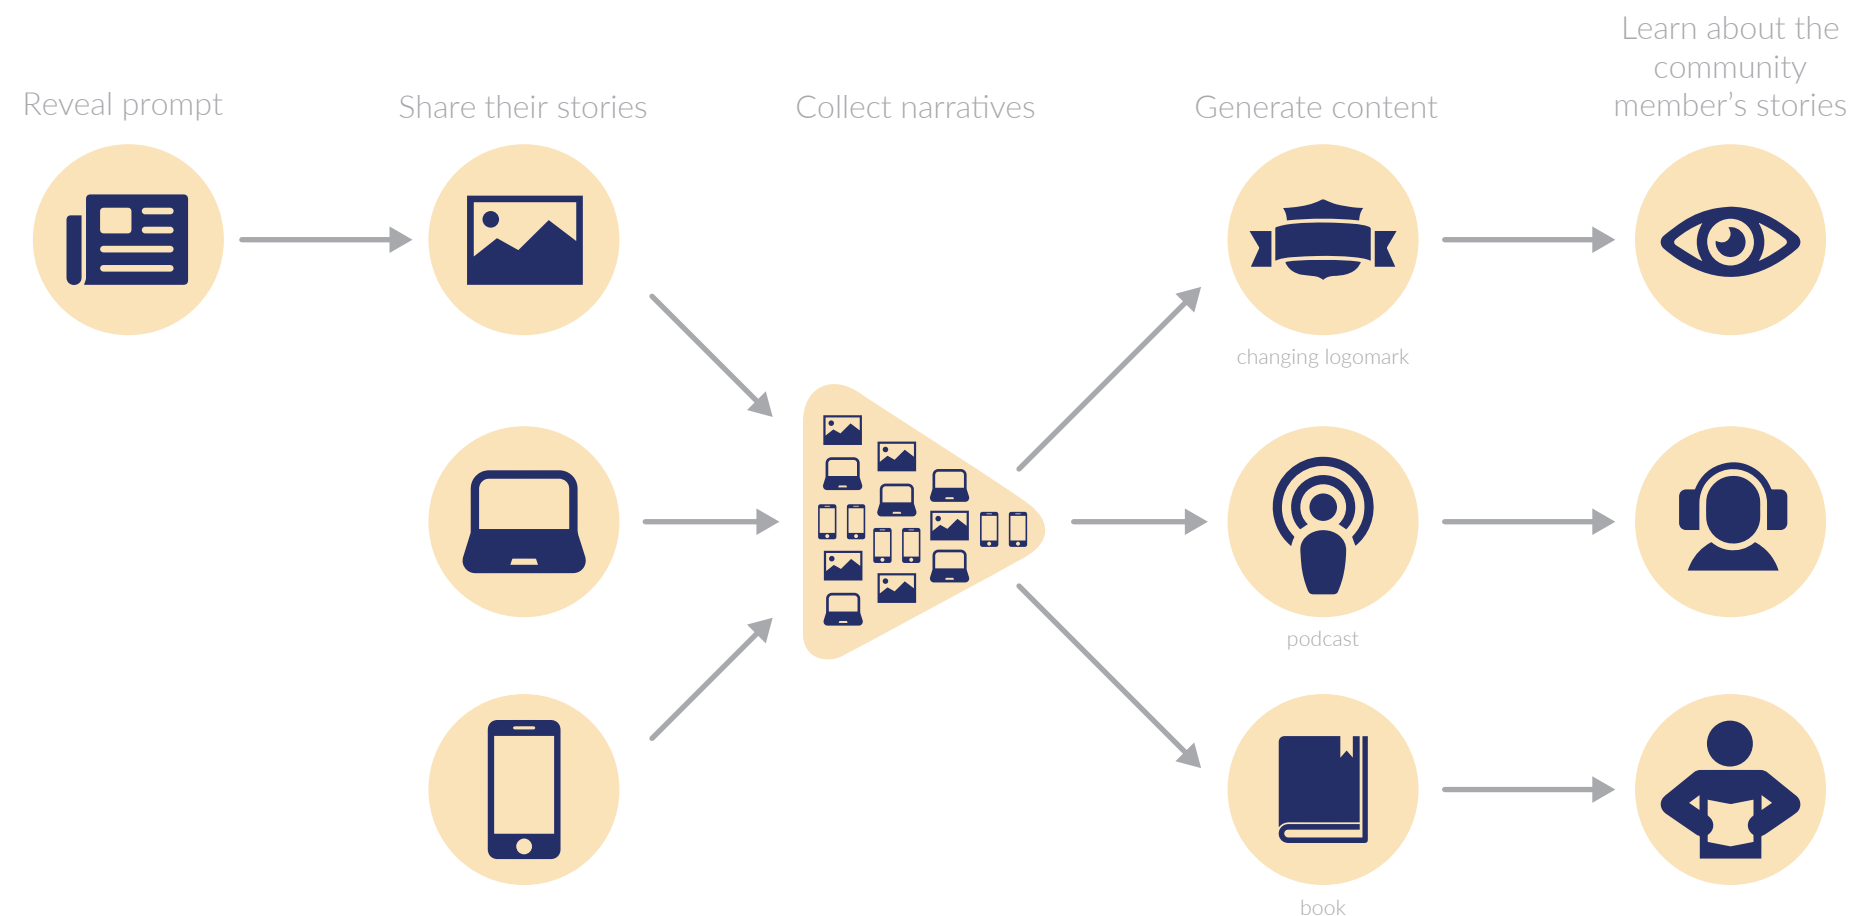 Reveal prompt
Share their stories
Collect narratives
Generate content
Learn about the
community
member’s stories
changing logomark
podcast
book